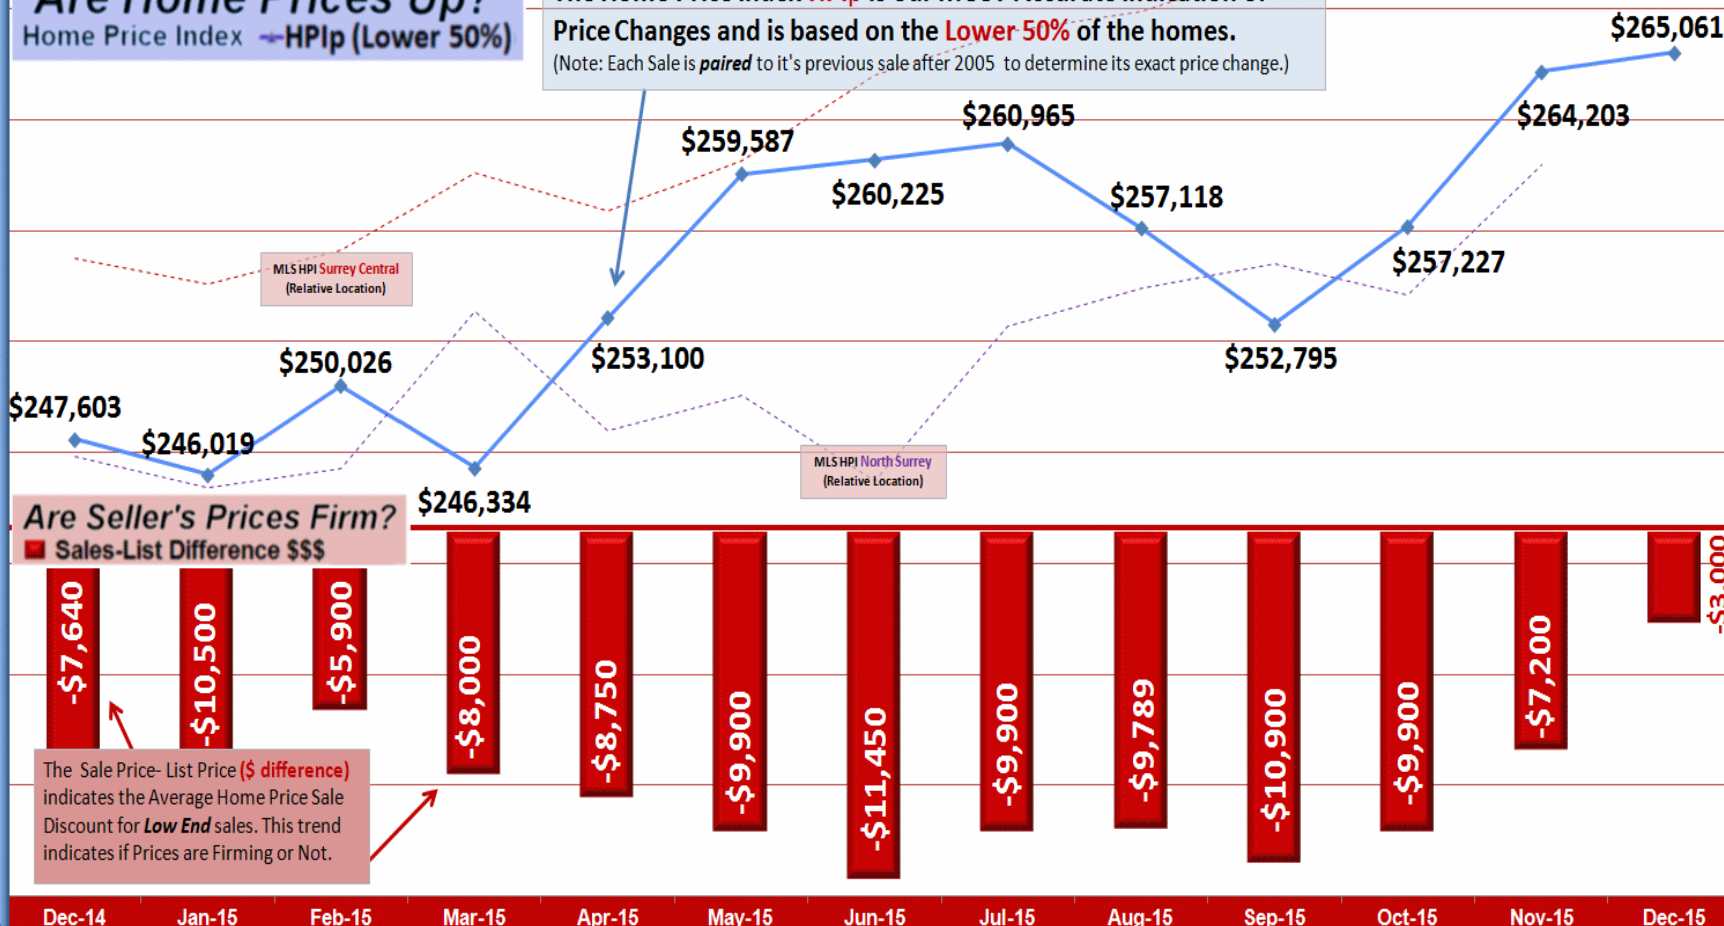 Are Home Prices Up?
Home Price Index HPIp (Lower 50%)
Price Changes and is based on the Lower 50% of the homes.
(Note: Each Sale is paired to it's previous sale after 2005 to determine its exact price change.)
$265,061
$264,203
$260,965
$259,587
$260,225
$257,118
$257,227
MLS HPI Surrey Central
(Relative Location)
$253,100
$252,795
$250,026
$247,603
$246,019
MLS HPI North Surrey
(Relative Location)
$246,334
Are Seller's Prices Firm?
Sales-List Difference $$$
-$7,640
-$10,500
-$5,900
-$8,000
-$8,750
-$9,900
-$11,450
-$9,900
-$9,789
-$10,900
-$9,900
-$7,200
-$3,000
The Sale Price- List Price ($ difference)
indicates the Average Home Price Sale
Discount for Low End sales. This trend
indicates if Prices are Firming or Not.
Dec-14 Jan-15 Feb-15 Mar-15 Apr-15 May-15 Jun-15 Jul-15 Aug-15 Sep-15 Oct-15 Nov-15 Dec-15